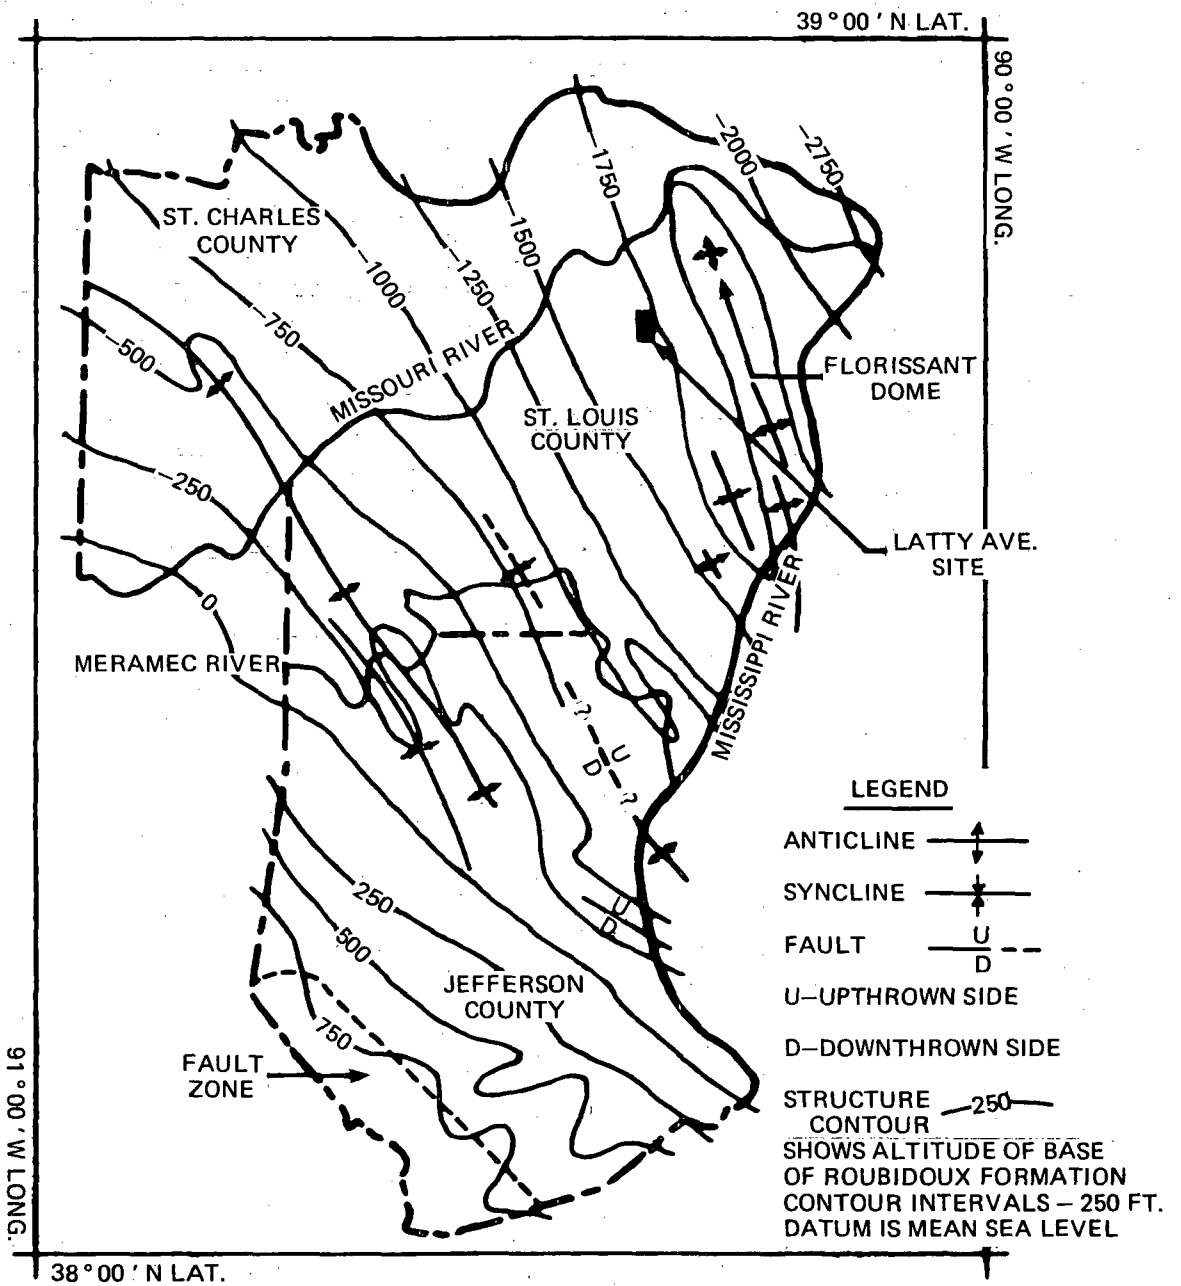 39°00'N LAT.
90°00'W LONG.
-1750
-2000
-2750
ST. CHARLES
COUNTY
-1500
-1250
-1000
-750
-500
MISSOURI RIVER
FLORISSANT
DOME
ST. LOUIS
COUNTY
-250
LATTY AVE.
SITE
0
MERAMEC RIVER
MISSISSIPPI RIVER
?
U
D
?
LEGEND
ANTICLINE
SYNCLINE
250
U
D
FAULT
U
D
500
JEFFERSON
COUNTY
U–UPTHROWN SIDE
750
D–DOWNTHROWN SIDE
FAULT
ZONE
STRUCTURE
CONTOUR
-250
SHOWS ALTITUDE OF BASE
OF ROUBIDOUX FORMATION
CONTOUR INTERVALS – 250 FT.
DATUM IS MEAN SEA LEVEL
91°00'W LONG.
38°00'N LAT.